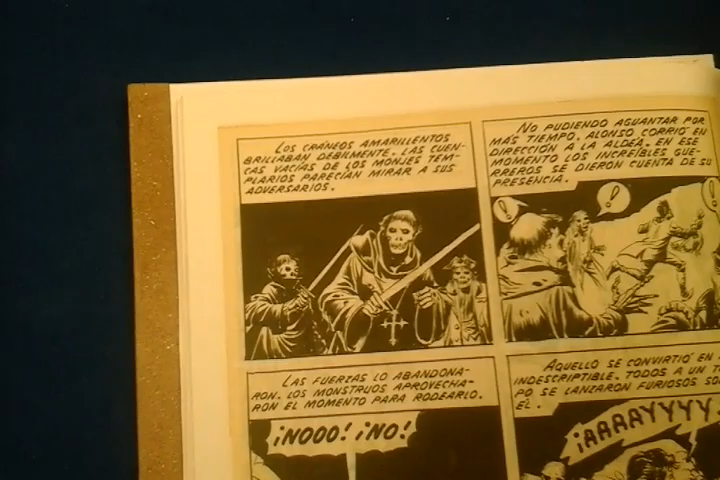 LOS CRÁNEOS AMARILLENTOS
BRILLABAN DEBILMENTE. LAS CUEN-
CAS VACÍAS DE LOS MONJES TEM-
PLARIOS PARECÍAN MIRAR A SUS
ADVERSARIOS.
NO PUDIENDO AGUANTAR POR
MÁS TIEMPO, ALONSO CORRIÓ EN
DIRECCIÓN A LA ALDEA. EN ESE
MOMENTO LOS INCREÍBLES GUE-
RREROS SE DIERON CUENTA DE SU
PRESENCIA.
!
!
!
LAS FUERZAS LO ABANDONA-
RON. LOS MONSTRUOS APROVECHA-
RON EL MOMENTO PARA RODEARLO.
¡NOOO! ¡NO!
AQUELLO SE CONVIRTIÓ EN
INDESCRIPTIBLE. TODOS A UN
PO SE LANZARON FURIOSOS
ÉL.
¡ARRAYYYY